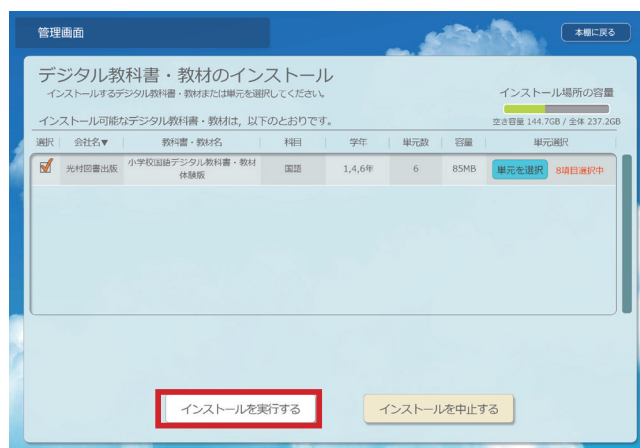 管理画面
本棚に戻る
デジタル教科書・教材のインストール
インストールするデジタル教科書・教材または単元を選択してください。
インストール場所の容量
インストール可能なデジタル教科書・教材は，以下のとおりです。
空き容量 144.7GB / 全体 237.2GB
選択 会社名▼ 教科書・教材名 科目 学年 単元数 容量 単元選択
光村図書出版 小学校国語デジタル教科書・教材 国語 1,4,6年 6 85MB 単元を選択 8項目選択中
体験版
インストールを実行する インストールを中止する